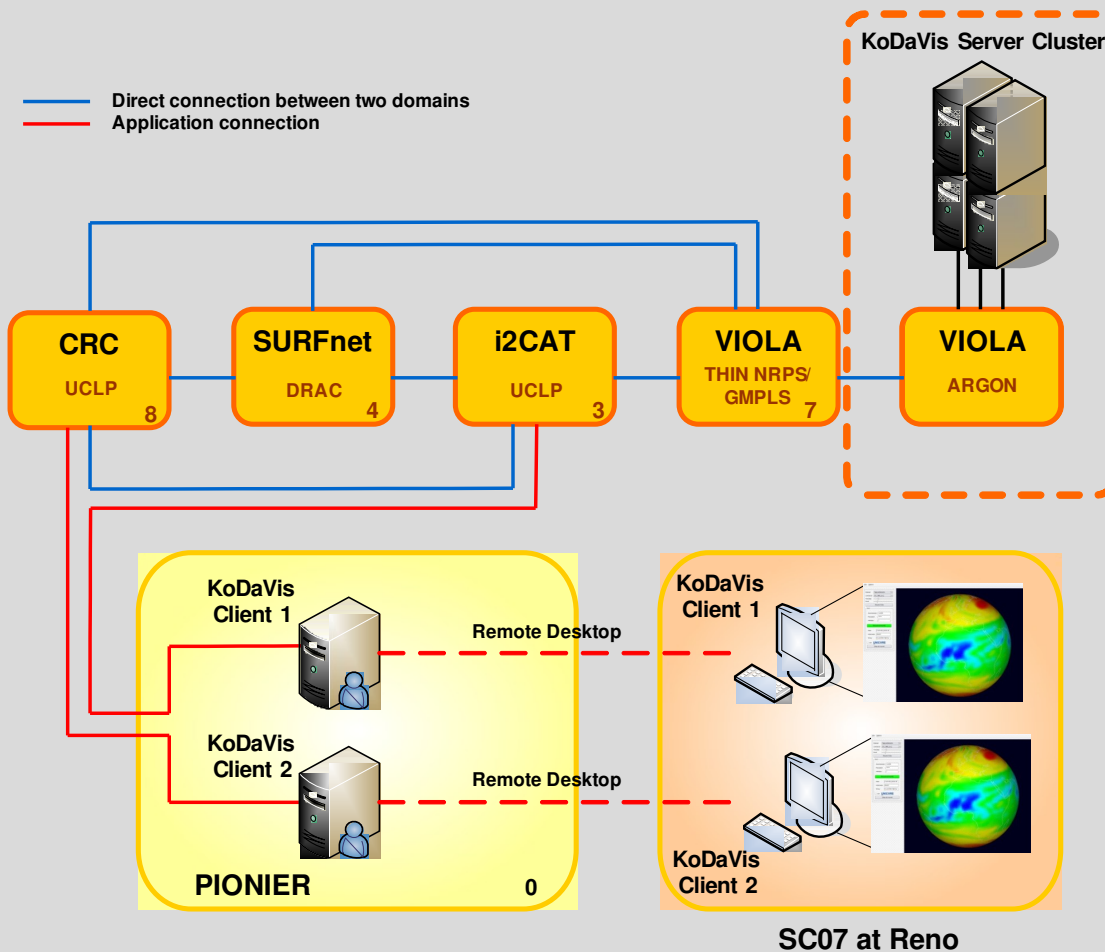 KoDaVis Server Cluster
Direct connection between two domains
Application connection
CRC
UCLP
8
SURFnet
DRAC
4
i2CAT
UCLP
3
VIOLA
THIN NRPS/
GMPLS
7
VIOLA
ARGON
KoDaVis
Client 1
Remote Desktop
KoDaVis
Client 1
KoDaVis
Client 2
Remote Desktop
KoDaVis
Client 2
PIONIER
0
SC07 at Reno